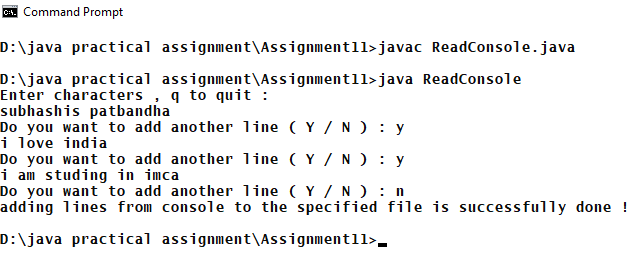 Command Prompt
D:\java practical assignment\Assignment11>javac ReadConsole.java
D:\java practical assignment\Assignment11>java ReadConsole
Enter characters , q to quit :
subhashis patbandha
Do you want to add another line ( Y / N ) : y
i love india
Do you want to add another line ( Y / N ) : y
i am studing in imca
Do you want to add another line ( Y / N ) : n
adding lines from console to the specified file is successfully done !
D:\java practical assignment\Assignment11>